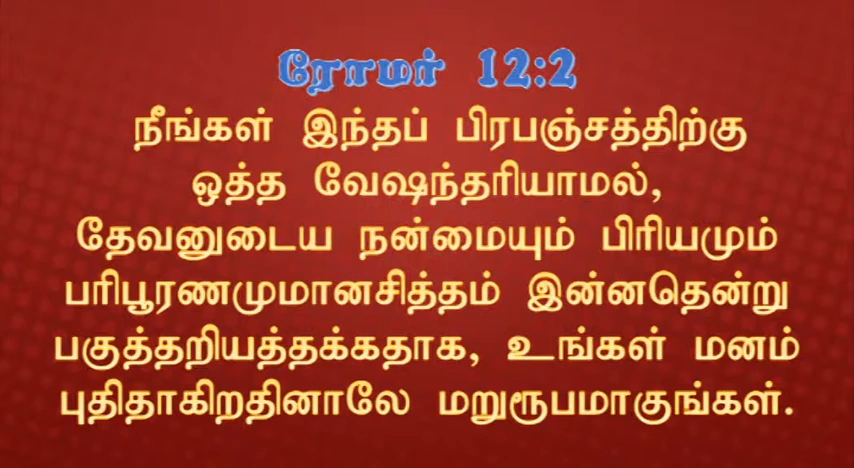 ரோமர் 12:2
நீங்கள் இந்தப் பிரபஞ்சத்திற்கு
ஒத்த வேஷந்தரியாமல்,
தேவனுடைய நன்மையும் பிரியமும்
பரிபூரணமுமானசித்தம் இன்னதென்று
பகுத்தறியத்தக்கதாக, உங்கள் மனம்
புதிதாகிறதினாலே மறுரூபமாகுங்கள்.